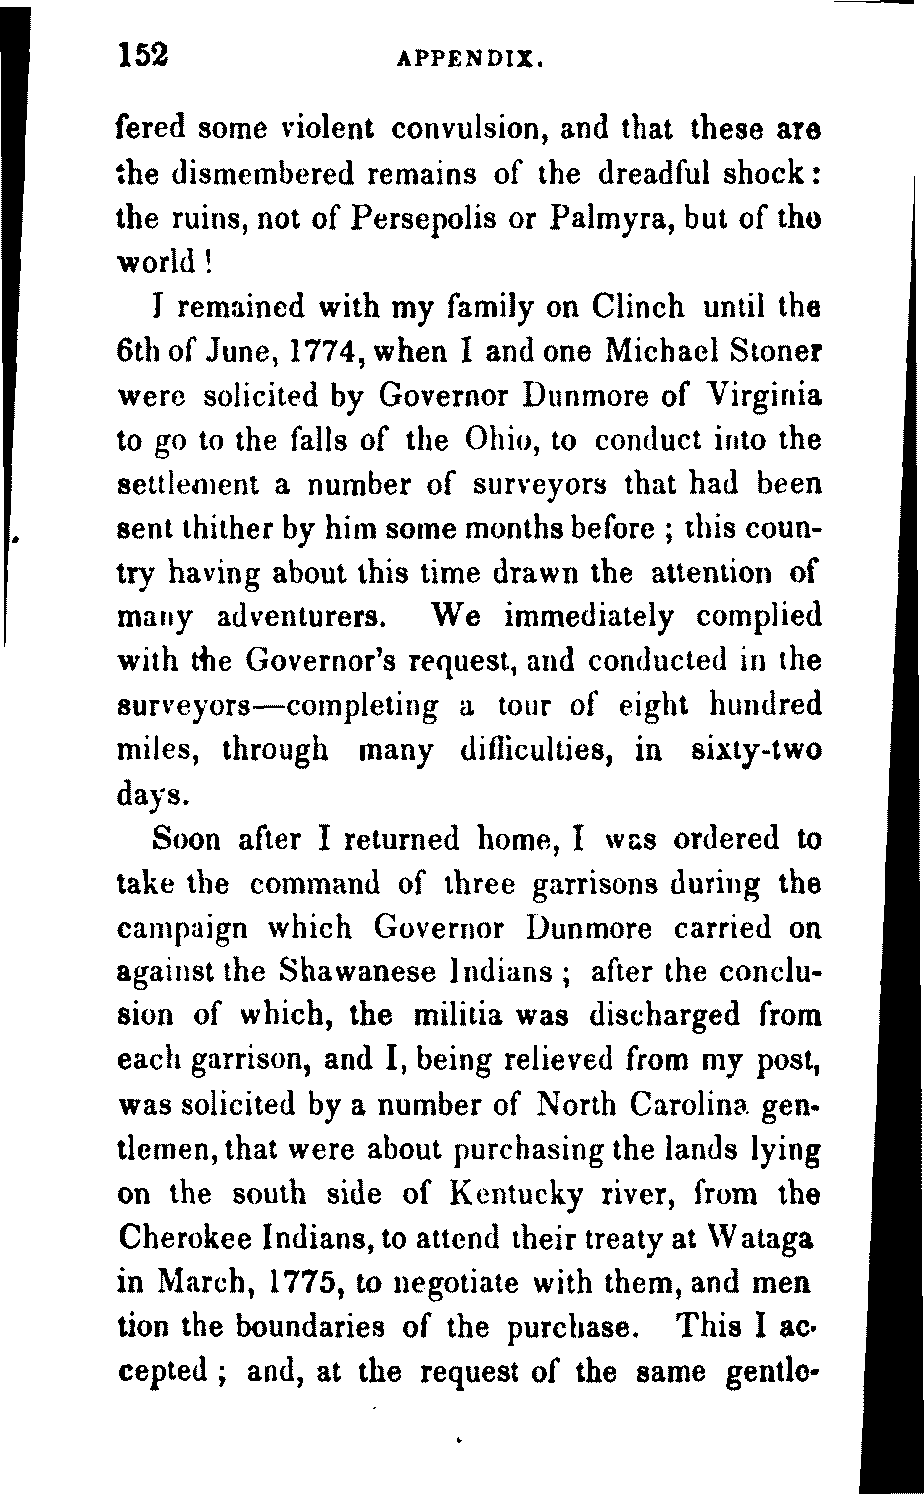 152 APPENDIX.
fered some violent convulsion, and that these are
the dismembered remains of the dreadful shock:
the ruins, not of Persepolis or Palmyra, but of the
world !
I remained with my family on Clinch until the
6th of June, 1774, when I and one Michael Stoner
were solicited by Governor Dunmore of Virginia
to go to the falls of the Ohio, to conduct into the
settlement a number of surveyors that had been
sent thither by him some months before ; this coun-
try having about this time drawn the attention of
many adventurers. We immediately complied
with the Governor's request, and conducted in the
surveyors—completing a tour of eight hundred
miles, through many difficulties, in sixty-two
days.
Soon after I returned home, I was ordered to
take the command of three garrisons during the
campaign which Governor Dunmore carried on
against the Shawanese Indians ; after the conclu-
sion of which, the militia was discharged from
each garrison, and I, being relieved from my post,
was solicited by a number of North Carolina gen-
tlemen, that were about purchasing the lands lying
on the south side of Kentucky river, from the
Cherokee Indians, to attend their treaty at Wataga
in March, 1775, to negotiate with them, and men
tion the boundaries of the purchase. This I ac-
cepted ; and, at the request of the same gentle-